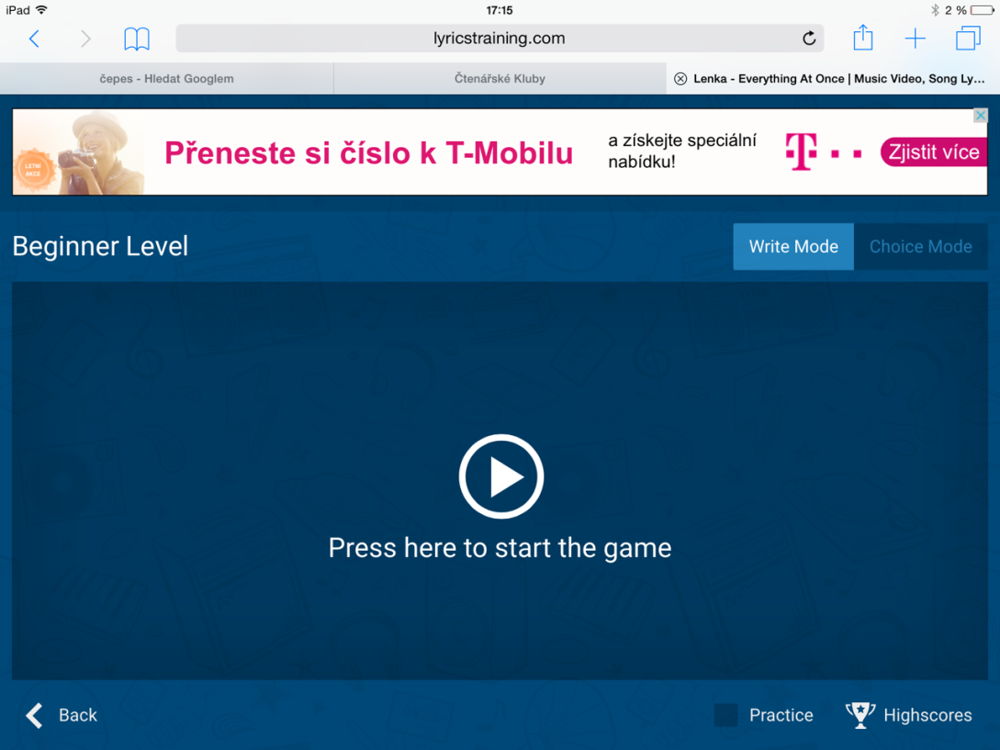 iPad 17:15 2 %
lyricstraining.com
čepes - Hledat Googlem
Čtenářské Kluby
Lenka - Everything At Once | Music Video, Song Ly...
LETNÍ
AKCE
Přeneste si číslo k T-Mobilu
a získejte speciální
nabídku!
T
Zjistit více
Beginner Level
Write Mode
Choice Mode
Press here to start the game
Back
Practice
Highscores